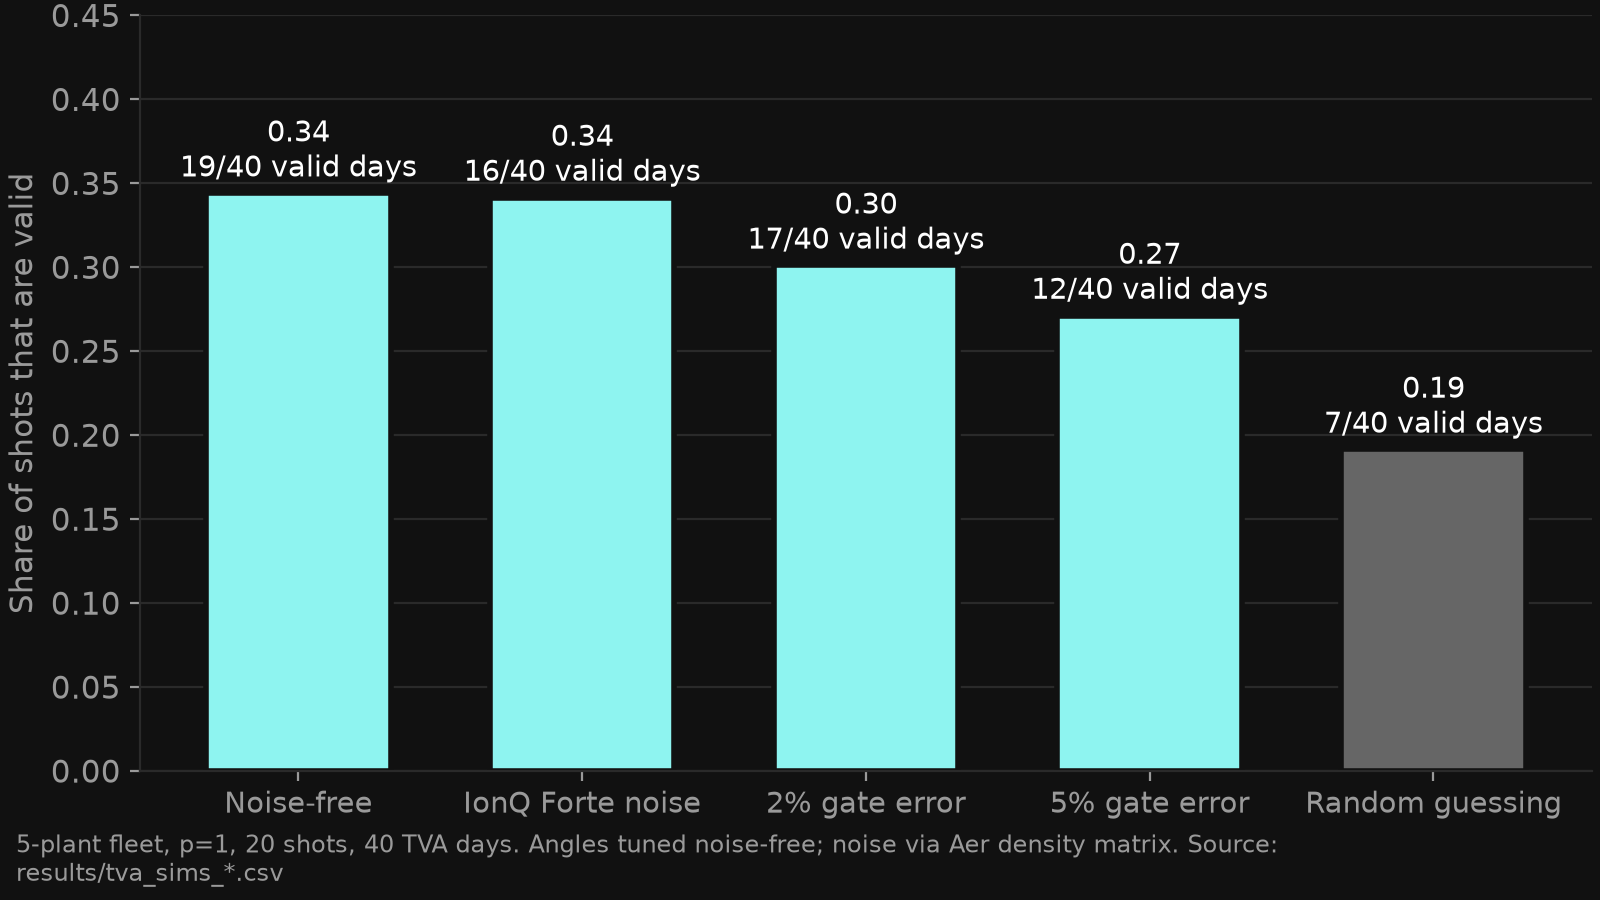 Share of shots that are valid
0.45
0.40
0.35
0.30
0.25
0.20
0.15
0.10
0.05
0.00
0.34
19/40 valid days
0.34
16/40 valid days
0.30
17/40 valid days
0.27
12/40 valid days
0.19
7/40 valid days
Noise-free
IonQ Forte noise
2% gate error
5% gate error
Random guessing
5-plant fleet, p=1, 20 shots, 40 TVA days. Angles tuned noise-free; noise via Aer density matrix. Source:
results/tva_sims_*.csv